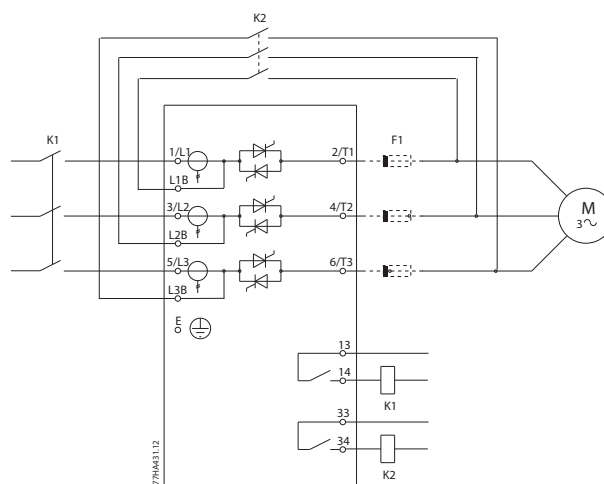 K2
K1
1/L1
2/T1
F1
L1B
3/L2
4/T2
M
3
L2B
5/L3
6/T3
L3B
E
13
14
K1
33
34
K2
77HA431.12